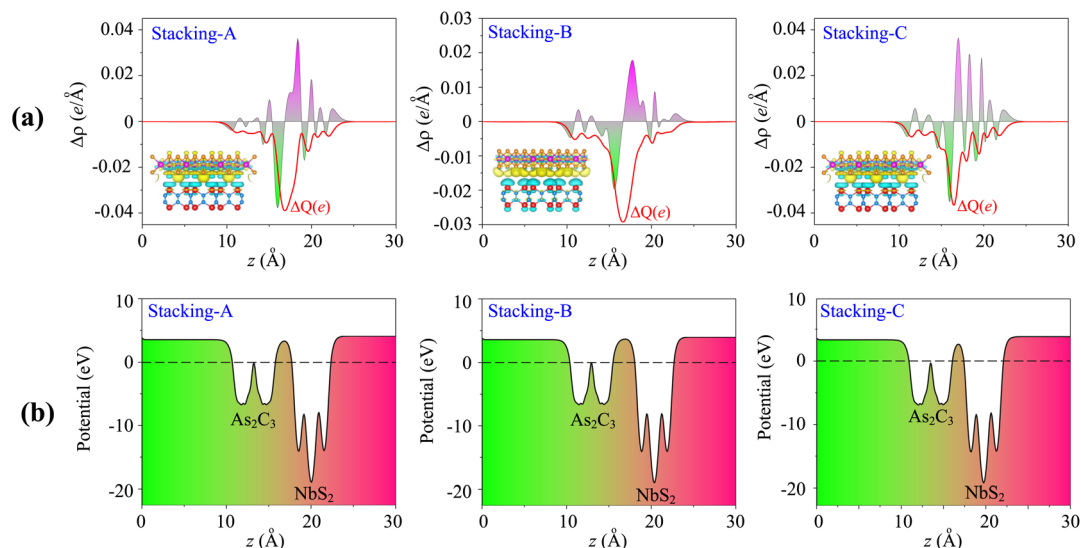 (a)
Stacking-A
0.04
0.02
0
-0.02
-0.04
Δρ (e/Å)
ΔQ(e)
0 10 20 30
z (Å)
Stacking-B
0.03
0.02
0.01
0
-0.01
-0.02
-0.03
Δρ (e/Å)
ΔQ(e)
0 10 20 30
z (Å)
Stacking-C
0.04
0.02
0
-0.02
-0.04
Δρ (e/Å)
ΔQ(e)
0 10 20 30
z (Å)
(b)
Stacking-A
10
0
-10
-20
Potential (eV)
As₂C₃
NbS₂
0 10 20 30
z (Å)
Stacking-B
10
0
-10
-20
Potential (eV)
As₂C₃
NbS₂
0 10 20 30
z (Å)
Stacking-C
10
0
-10
-20
Potential (eV)
As₂C₃
NbS₂
0 10 20 30
z (Å)